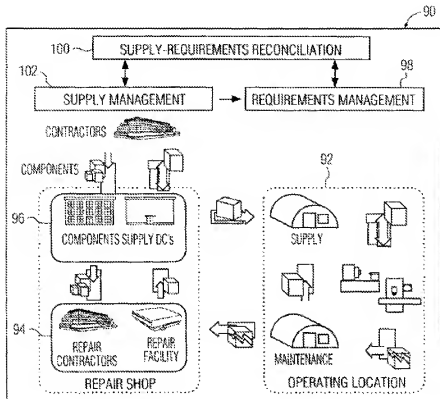 90
100
SUPPLY-REQUIREMENTS RECONCILIATION
102
98
SUPPLY MANAGEMENT
REQUIREMENTS MANAGEMENT
CONTRACTORS
COMPONENTS
92
96
COMPONENTS SUPPLY DC's
SUPPLY
94
REPAIR CONTRACTORS
REPAIR FACILITY
MAINTENANCE
REPAIR SHOP
OPERATING LOCATION